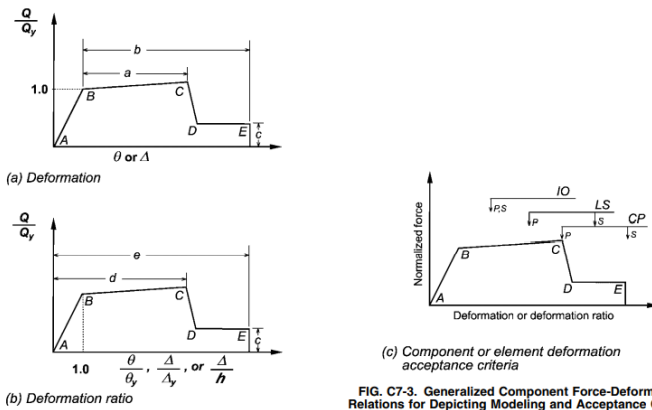 Q
Qy
b
a
1.0
B
C
D
E
c
A
θ or Δ
(a) Deformation
Q
Qy
e
d
B
C
D
E
c
A
1.0
θ/θy , Δ/Δy , or Δ/h
(b) Deformation ratio
Normalized force
IO
P,S
LS
P
S
CP
P
S
B
C
D
E
A
Deformation or deformation ratio
(c) Component or element deformation
acceptance criteria
FIG. C7-3. Generalized Component Force-Deform
Relations for Depicting Modeling and Acceptance